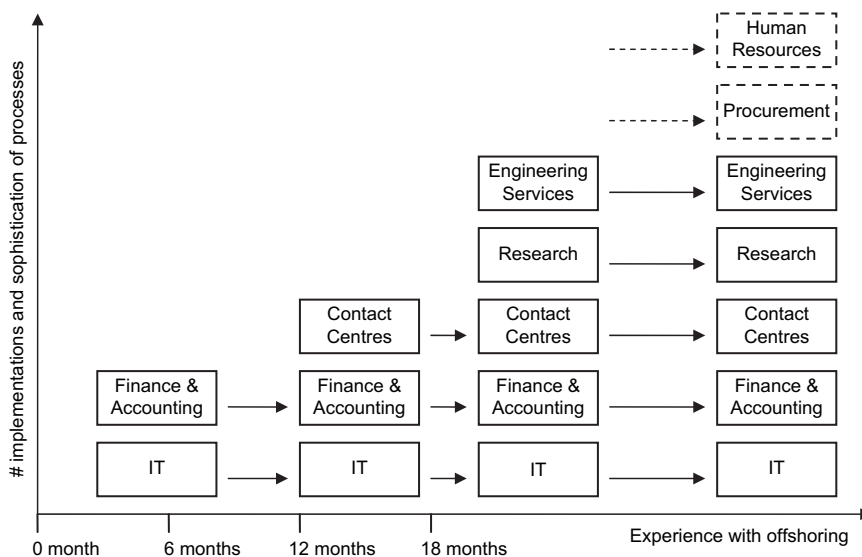 # implementations and sophistication of processes
Human
Resources
Procurement
Engineering
Services
Engineering
Services
Research
Research
Contact
Centres
Contact
Centres
Contact
Centres
Finance &
Accounting
Finance &
Accounting
Finance &
Accounting
Finance &
Accounting
IT
IT
IT
IT
0 month
6 months
12 months
18 months
Experience with offshoring